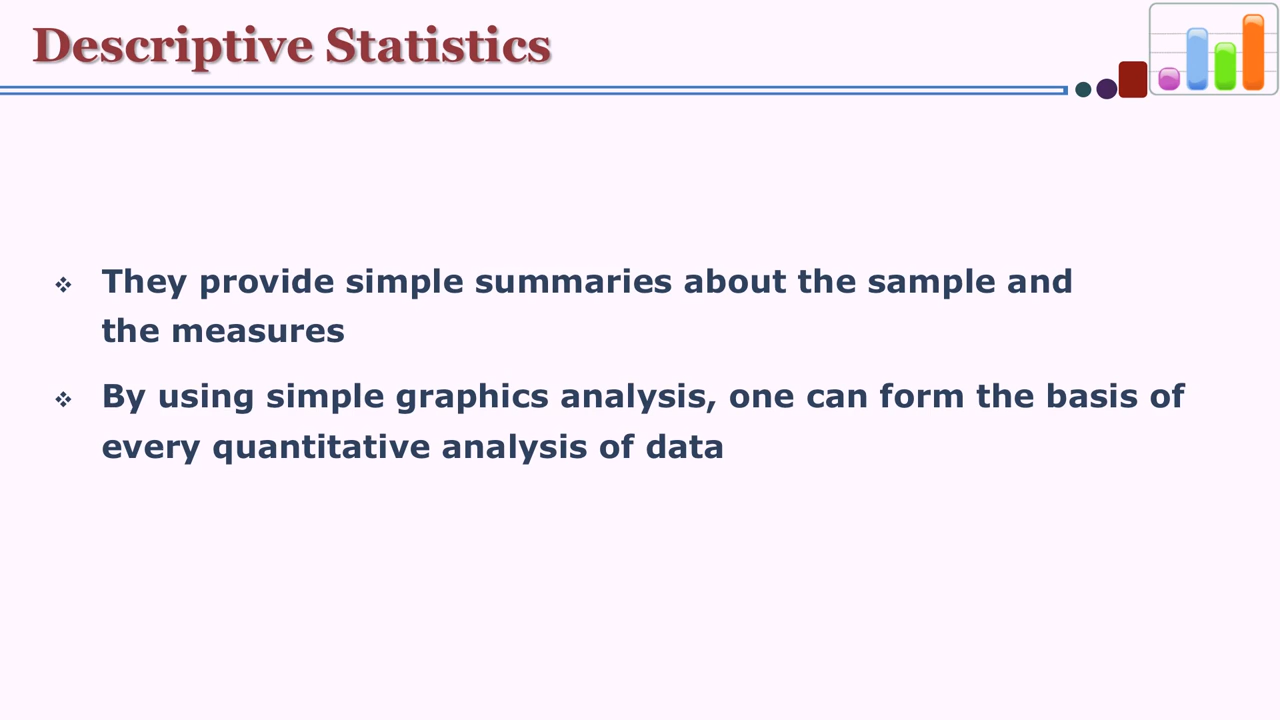 Descriptive Statistics
❖ They provide simple summaries about the sample and
the measures
❖ By using simple graphics analysis, one can form the basis of
every quantitative analysis of data